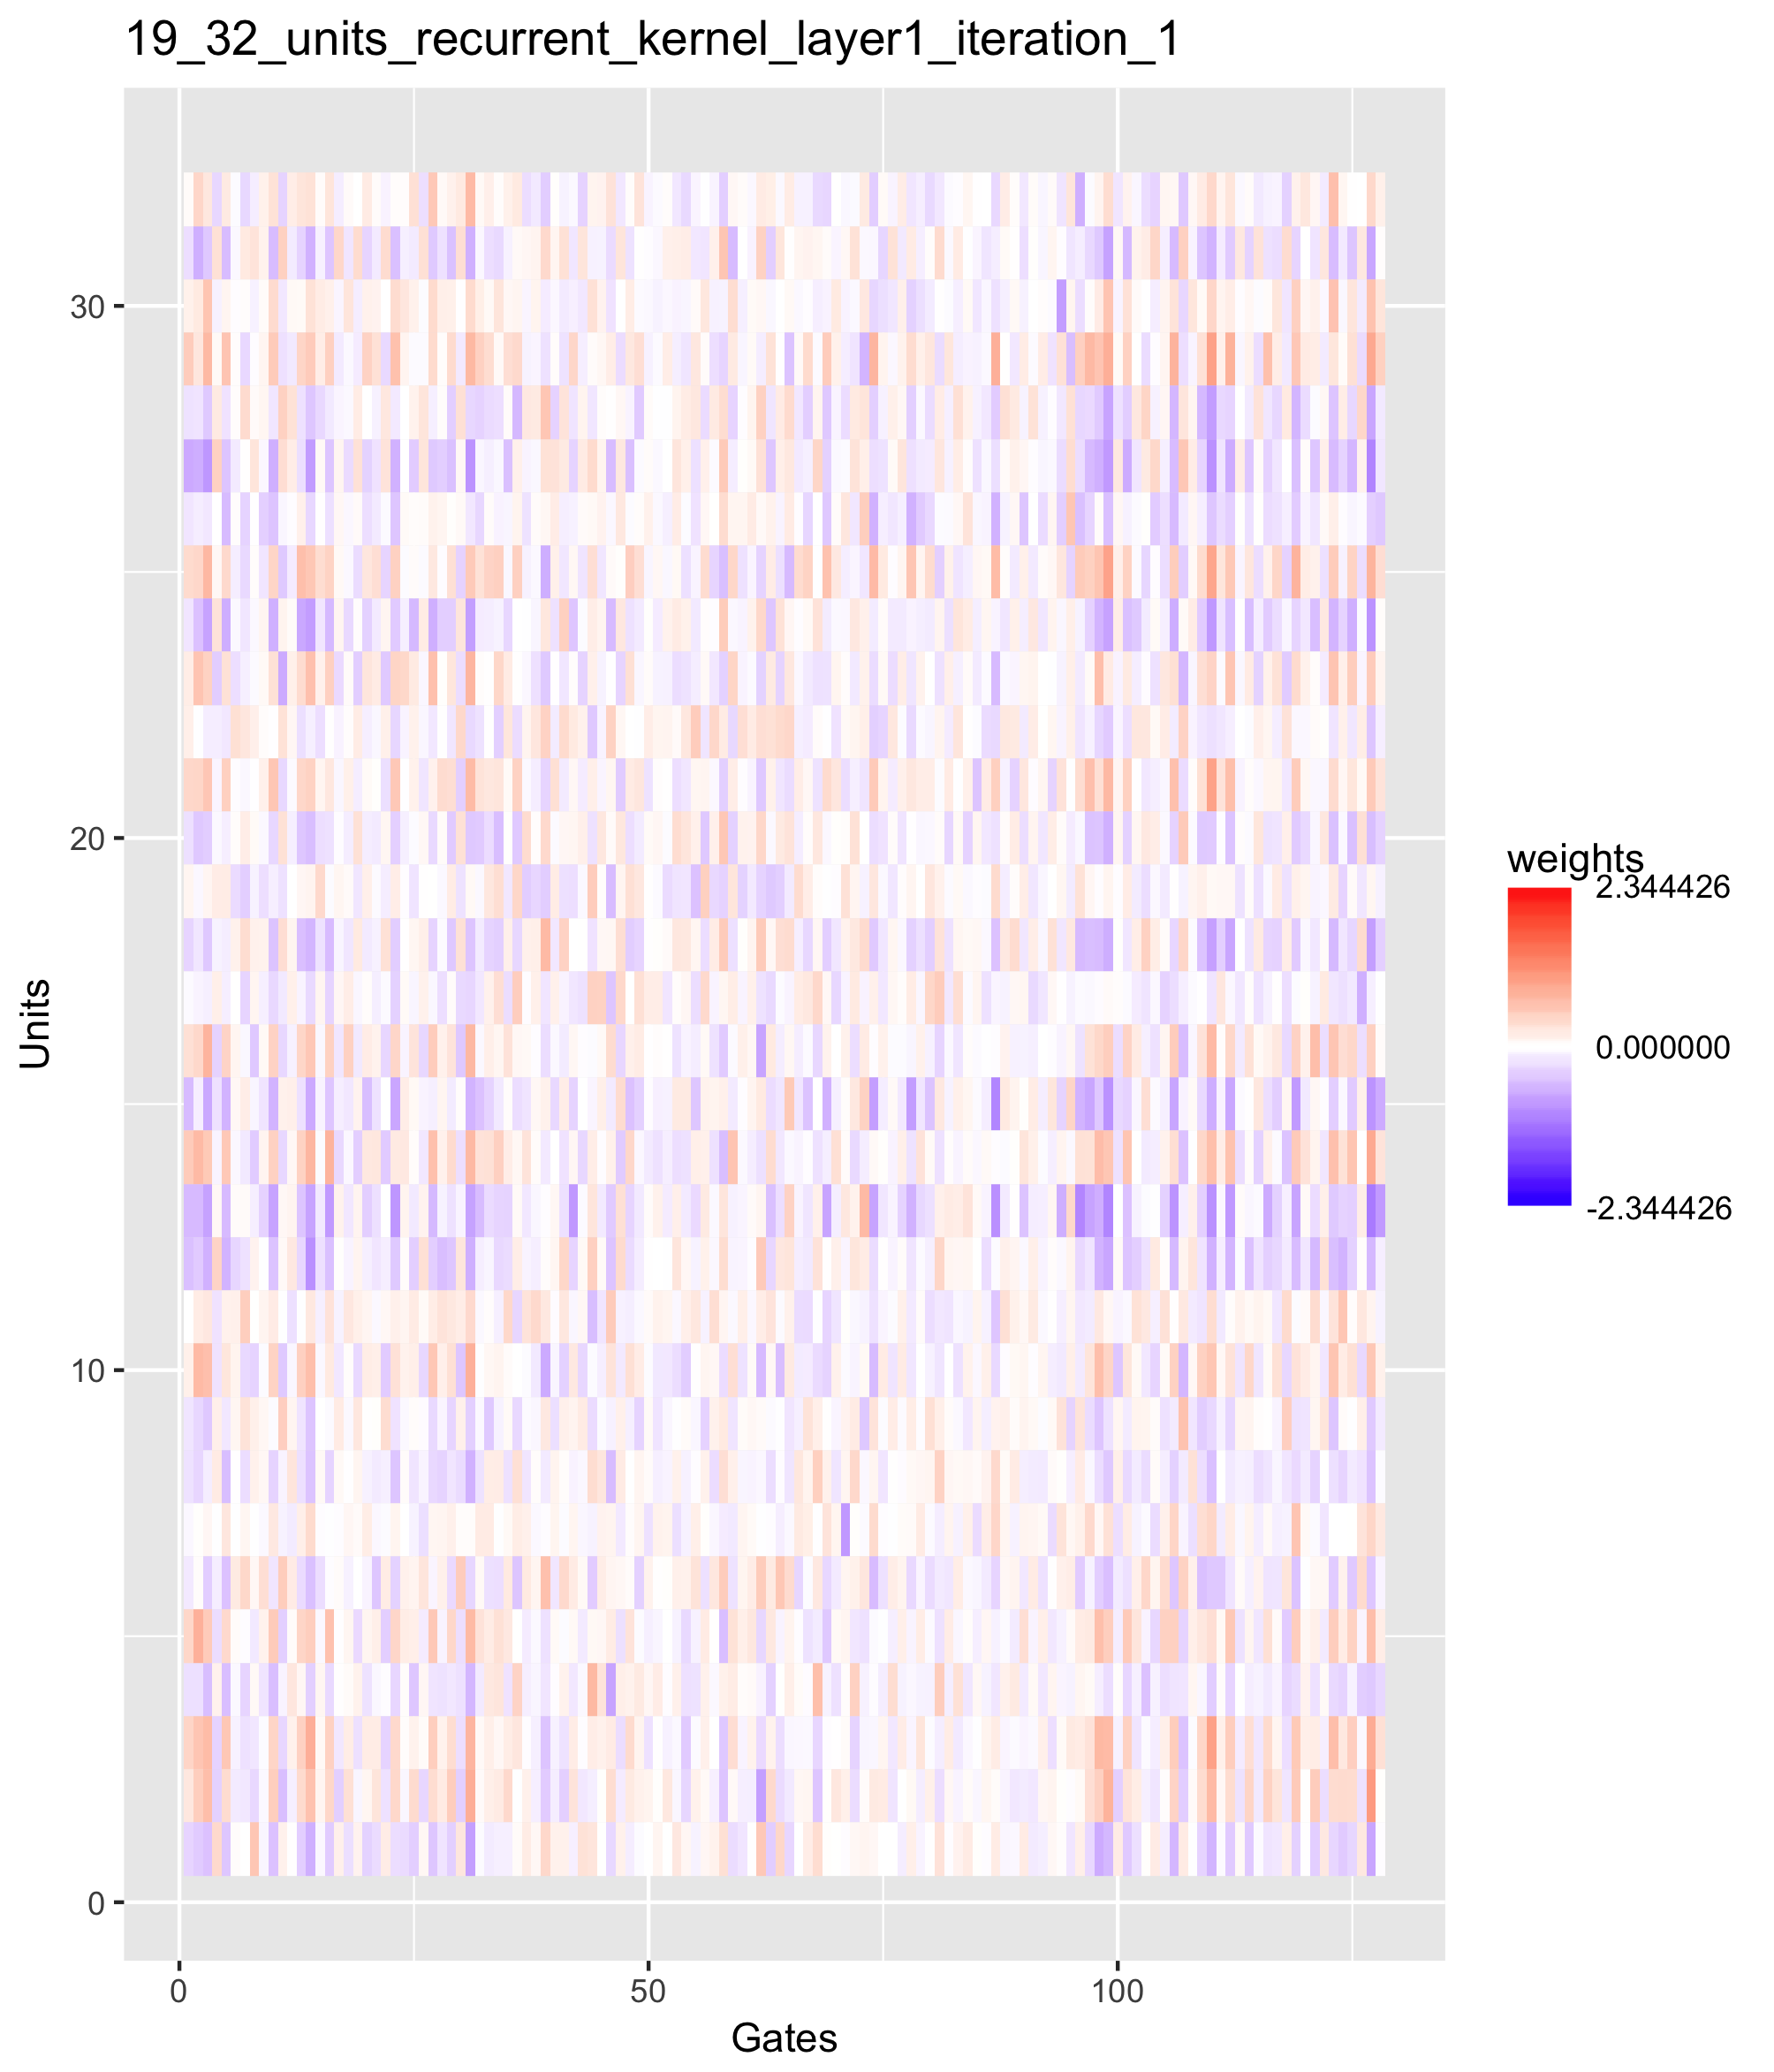 19_32_units_recurrent_kernel_layer1_iteration_1
30
20
10
0
Units
0
50
100
Gates
weights
2.344426
0.000000
-2.344426